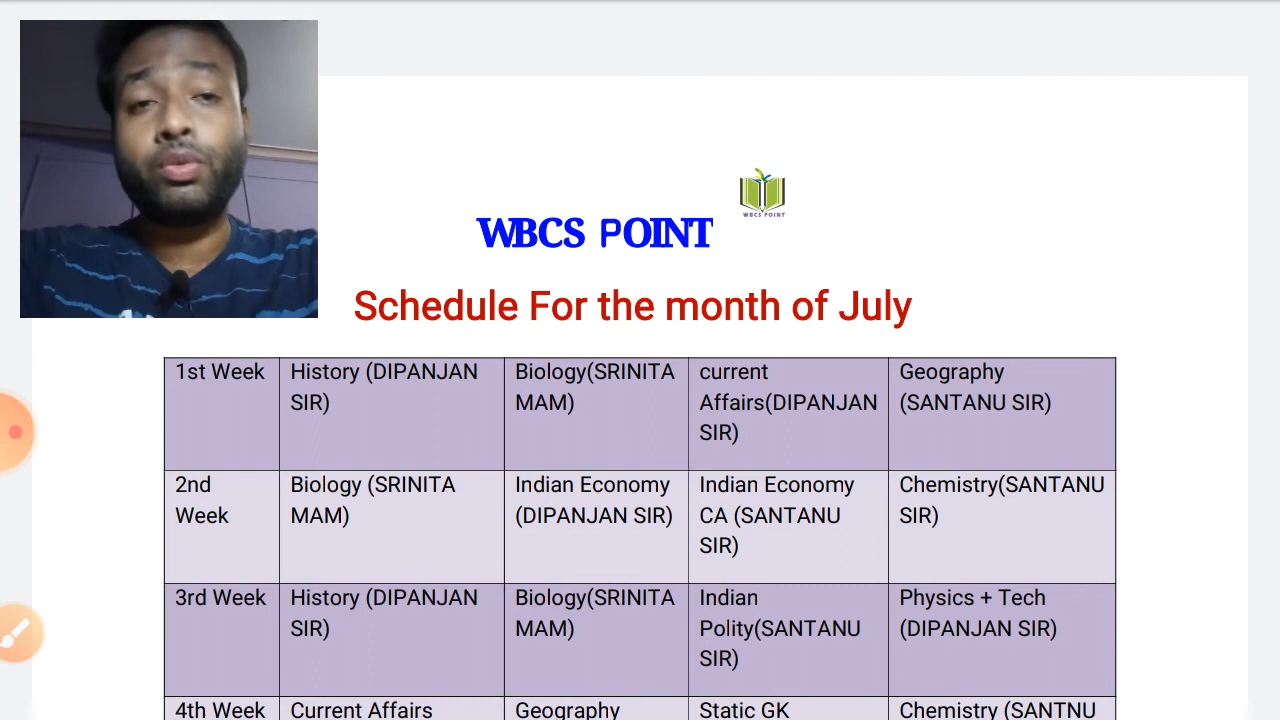 WBCS POINT
WBCS POINT
Schedule For the month of July
1st Week
History (DIPANJAN
SIR)
Biology(SRINITA
MAM)
current
Affairs(DIPANJAN
SIR)
Geography
(SANTANU SIR)
2nd
Week
Biology (SRINITA
MAM)
Indian Economy
(DIPANJAN SIR)
Indian Economy
CA (SANTANU
SIR)
Chemistry(SANTANU
SIR)
3rd Week
History (DIPANJAN
SIR)
Biology(SRINITA
MAM)
Indian
Polity(SANTANU
SIR)
Physics + Tech
(DIPANJAN SIR)
4th Week
Current Affairs
Geography
Static GK
Chemistry (SANTNU